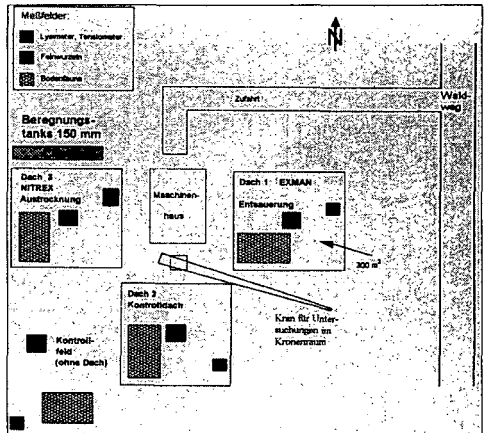 Meßfelder:
Lysimeter, Tensiometer
Feinwurzeln
Bodenfauna
N
Zufahrt
Wald-
weg
Beregnungs-
tanks 150 mm
Dach 3
NITREX
Austrocknung
Maschinen-
haus
Dach 1 EXMAN
Entsauerung
300 m²
Dach 2
Kontrolldach
Kran für Unter-
suchungen im
Kronenraum
Kontroll-
feld
(ohne Dach)